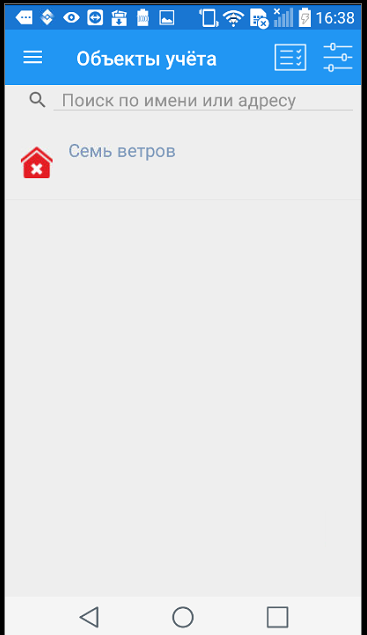 16:38
Объекты учёта
Поиск по имени или адресу
Семь ветров